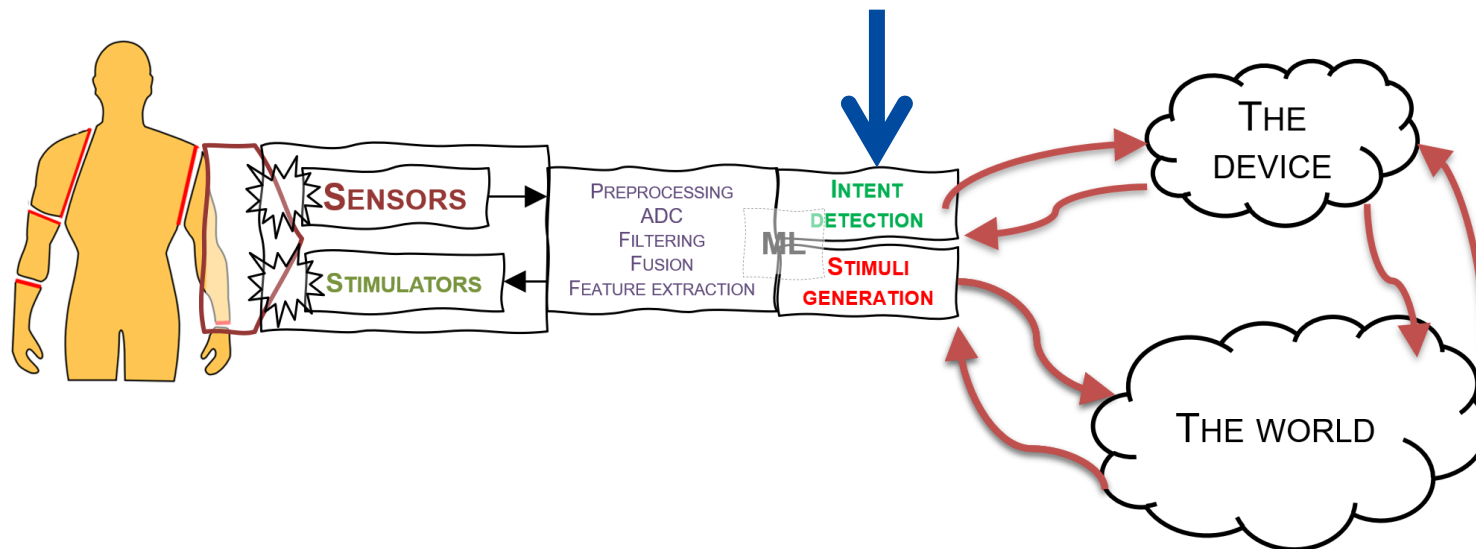 SENSORS
STIMULATORS
PREPROCESSING
ADC
FILTERING
FUSION
FEATURE EXTRACTION
ML
INTENT
DETECTION
STIMULI
GENERATION
THE
DEVICE
THE WORLD